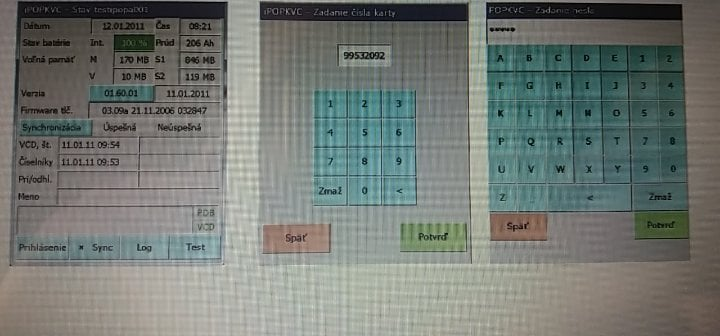 iPOPKVC - Stav testpopal001
Dátum 12.01.2011 Čas 08:21
Stav batérie Int. 100 % Prúd 206 Ah
Voľná pamäť M 170 MB S1 846 MB
V 10 MB S2 119 MB
Verzia 01.60.01 11.01.2011
Firmware tlč. 03.09a 21.11.2006 032847
Synchronizácia Úspešná Neúspešná
VCD, št. 11.01.11 09:54
Číselníky 11.01.11 09:53
Pri/odhl.
Meno
PDB
VCD
Prihlásenie Sync Log Test
iPOPKVC - Zadanie čísla karty
99532092
1 2 3
4 5 6
7 8 9
Zmaž 0 <
Späť Potvrď
POPKVC - Zadanie hesla
A B C D E 1 2
F G H I J 3 4
K L M N O 5 6
P Q R S T 7 8
U V W X Y 9 0
Z < Zmaž
Späť Potvrď